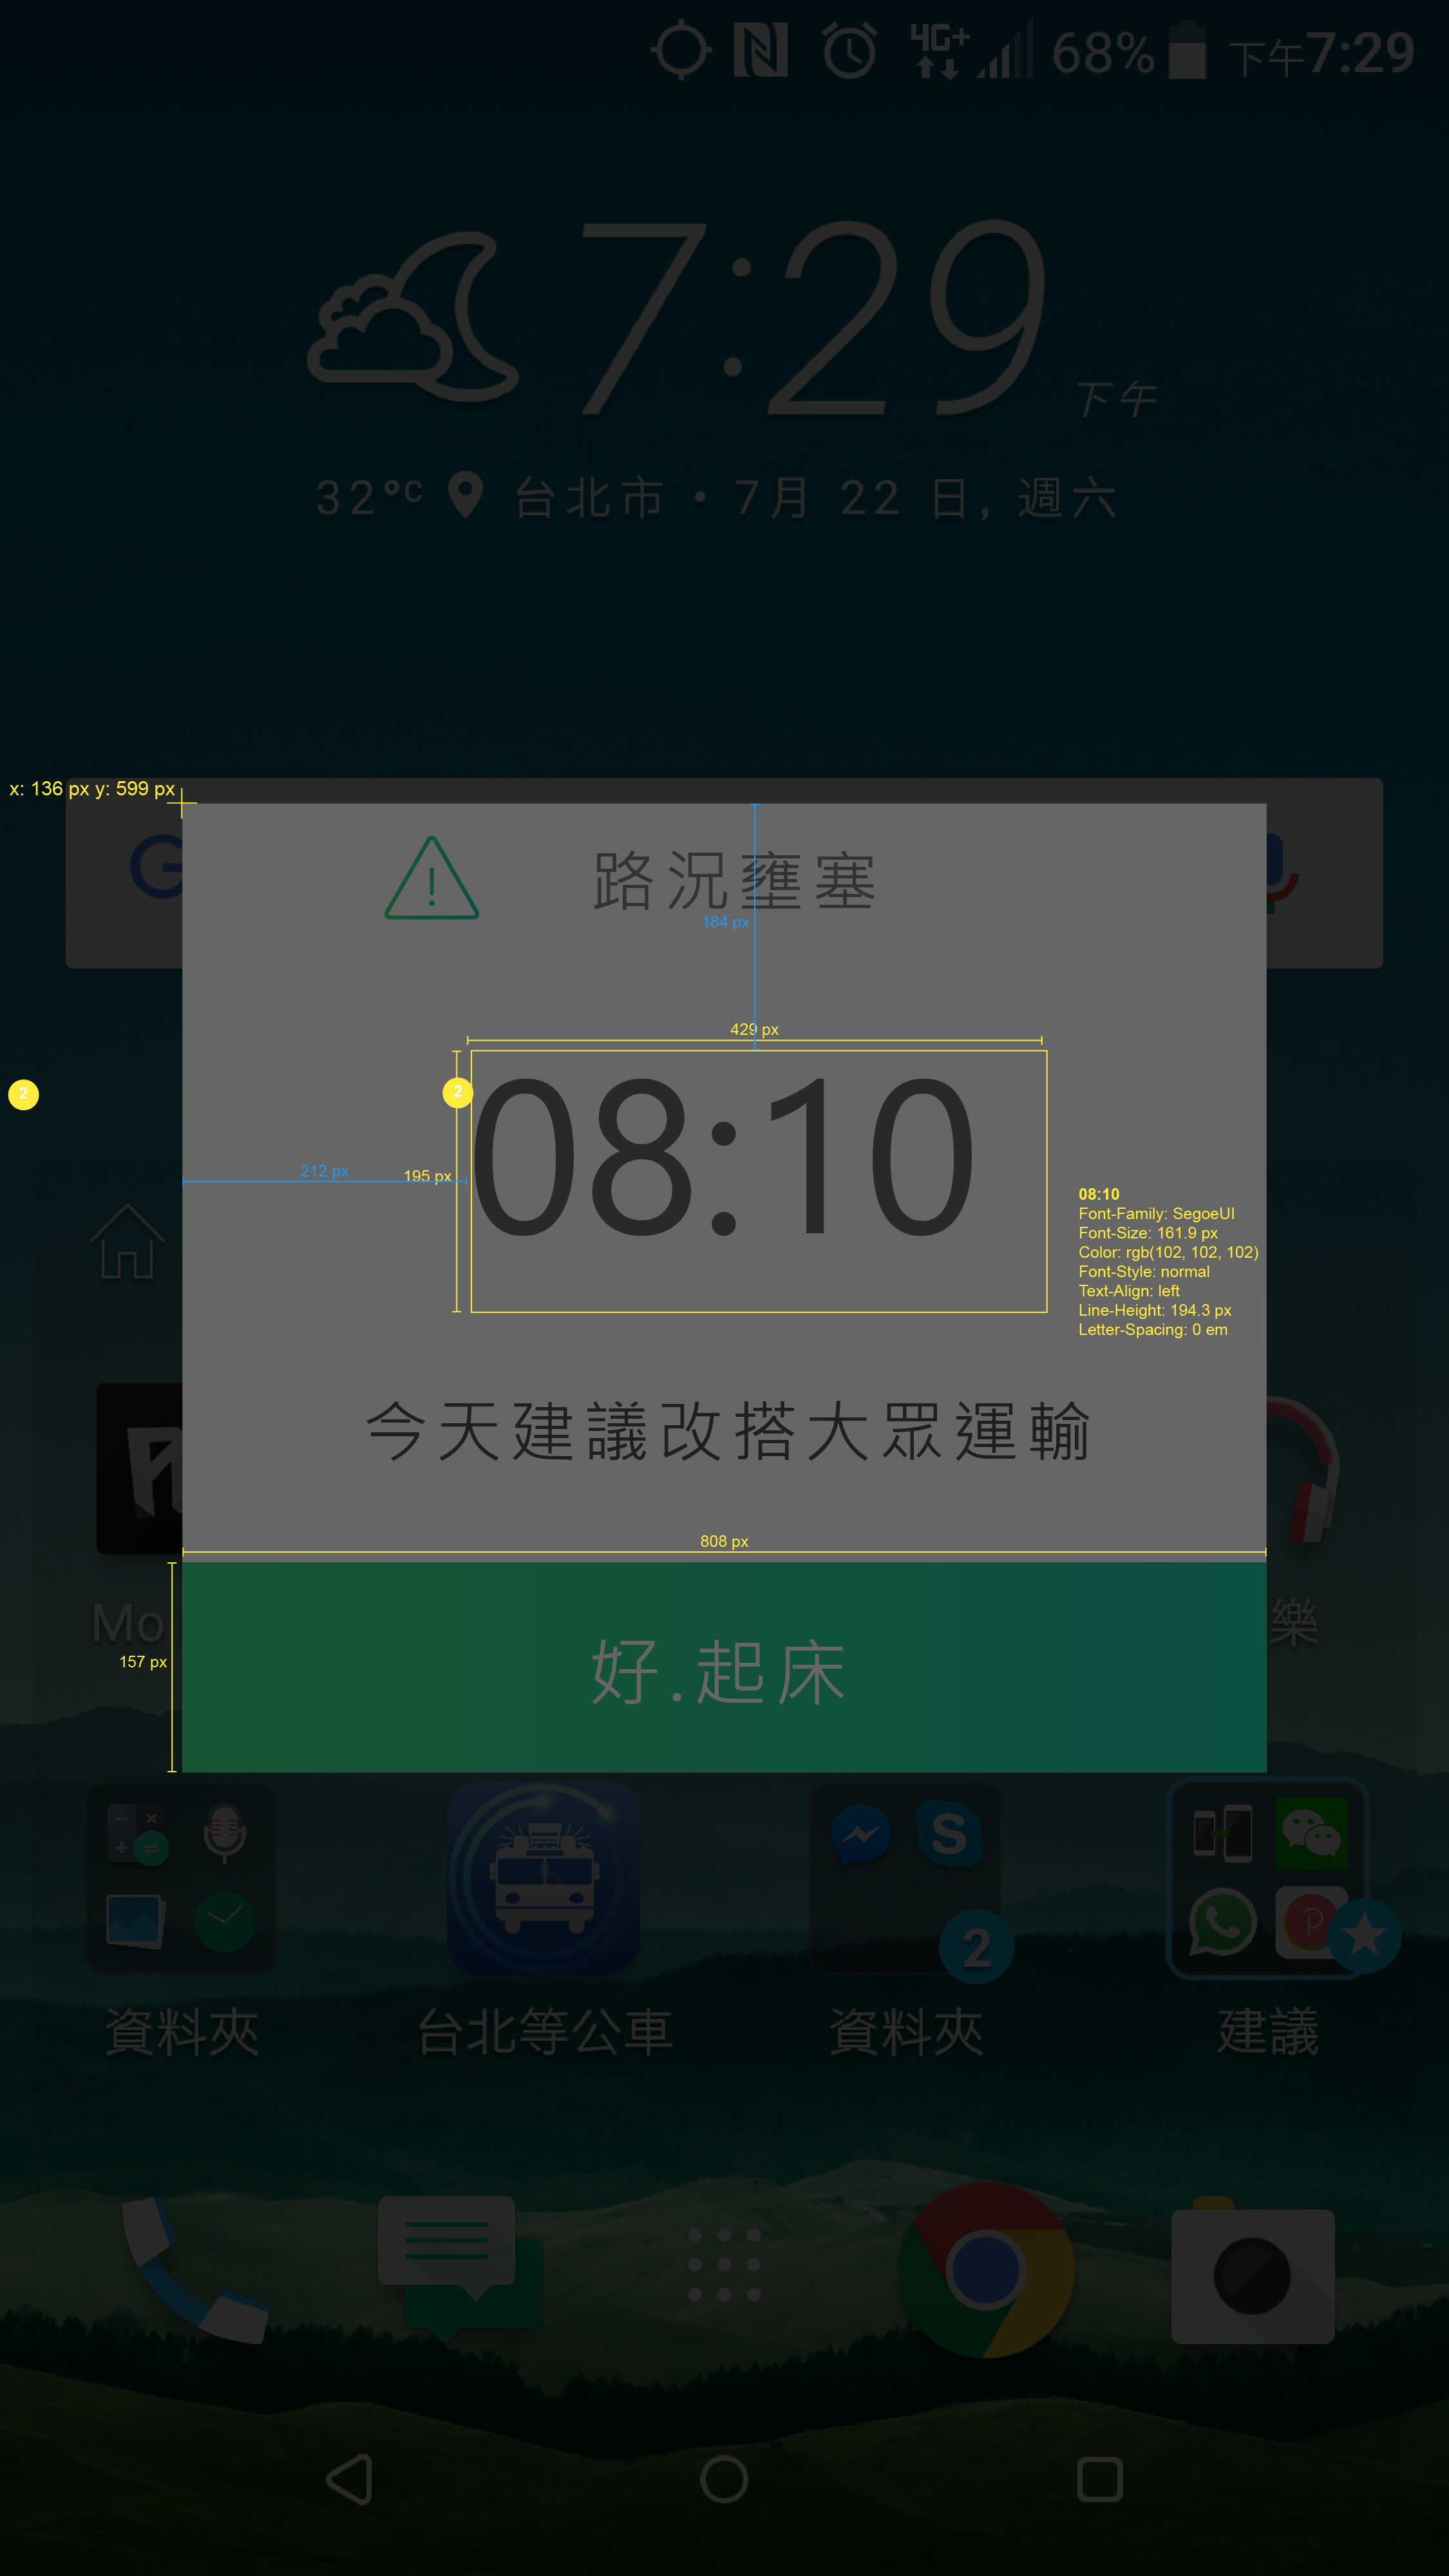 4G+ 68% 下午7:29
7:29 下午
32°C 台北市 • 7月 22 日, 週六
x: 136 px y: 599 px
G
路況壅塞
184 px
429 px
2
2
08:10
212 px
195 px
08:10
Font-Family: SegoeUI
Font-Size: 161.9 px
Color: rgb(102, 102, 102)
Font-Style: normal
Text-Align: left
Line-Height: 194.3 px
Letter-Spacing: 0 em
今天建議改搭大眾運輸
808 px
Mo
樂
157 px
好.起床
2
資料夾 台北等公車 資料夾 建議